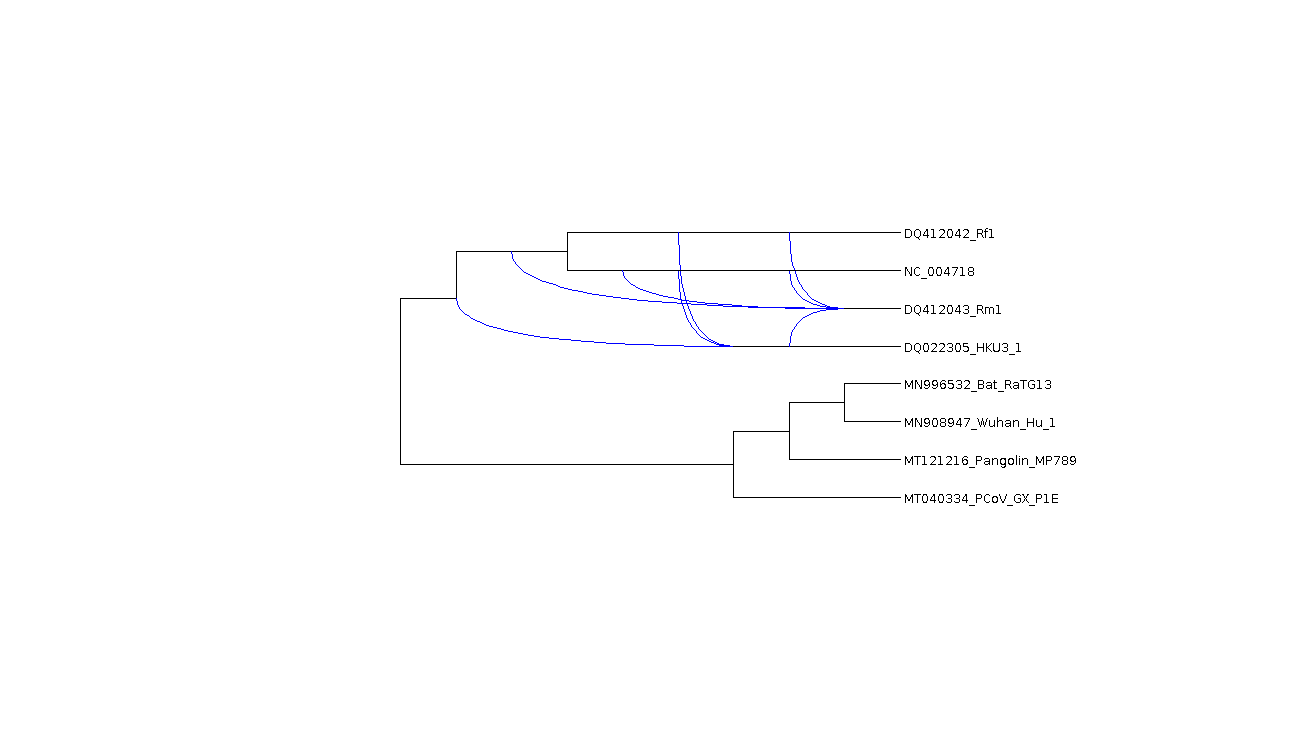 DQ412042_Rf1
NC_004718
DQ412043_Rm1
DQ022305_HKU3_1
MN996532_Bat_RaTG13
MN908947_Wuhan_Hu_1
MT121216_Pangolin_MP789
MT040334_PCoV_GX_P1E